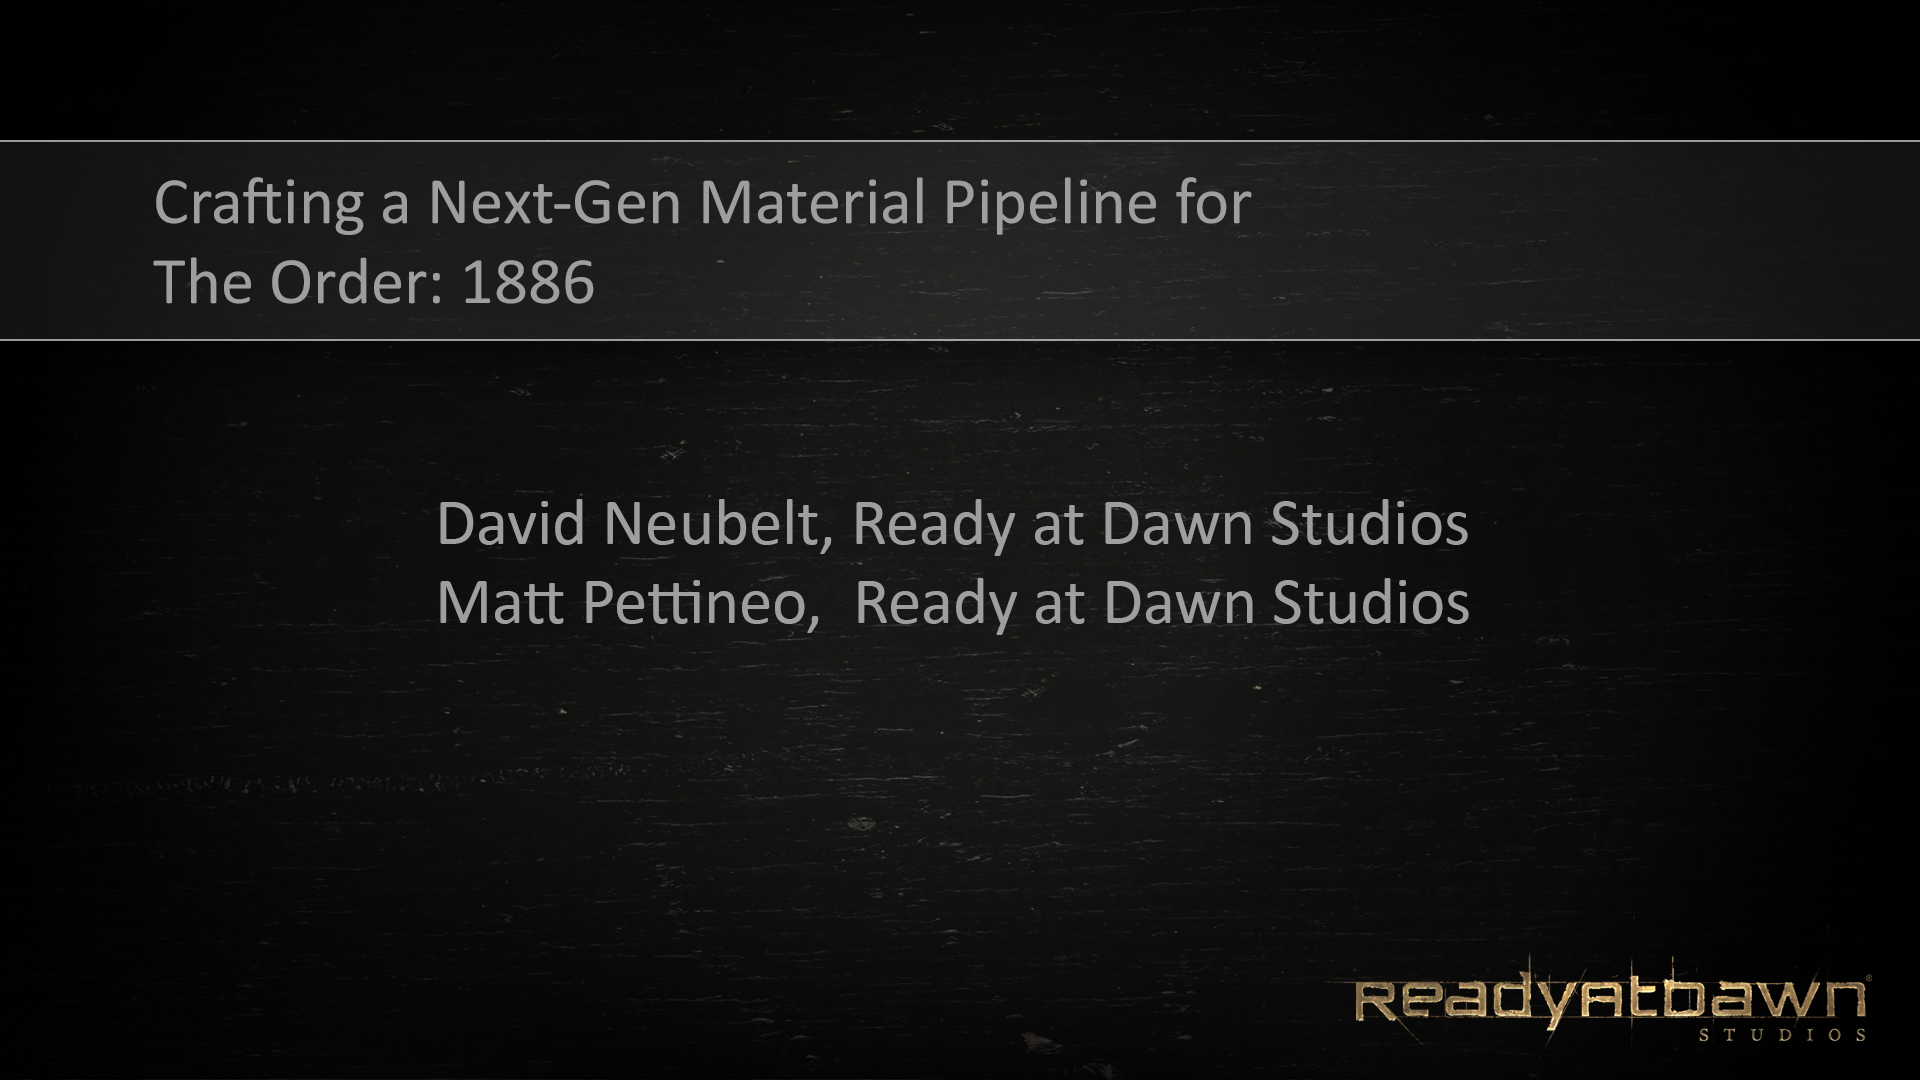 Crafting a Next-Gen Material Pipeline for
The Order: 1886
David Neubelt, Ready at Dawn Studios
Matt Pettineo, Ready at Dawn Studios
ReadyAtDawn®
STUDIOS